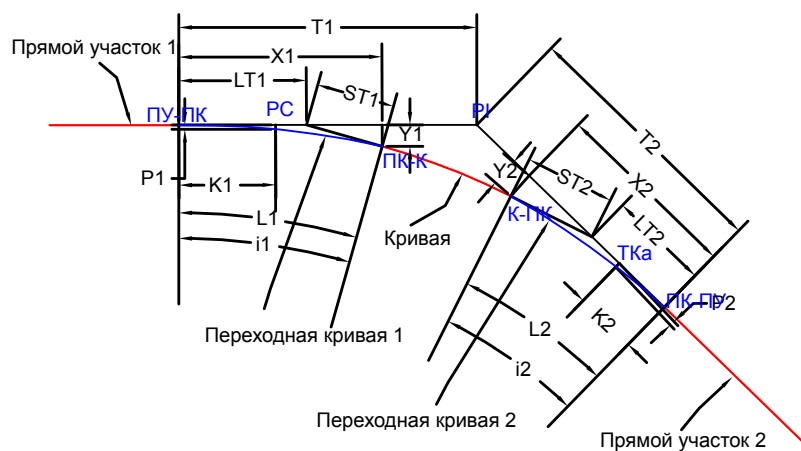 T1
Прямой участок 1
X1
LT1
ST1
ПУ-ПК
PC
PI
Y1
T2
P1
K1
ПК-К
Y2
ST2
X2
L1
К-ПК
LT2
i1
Кривая
ТКа
ПК-ПУ
P2
Переходная кривая 1
L2
K2
i2
Переходная кривая 2
Прямой участок 2